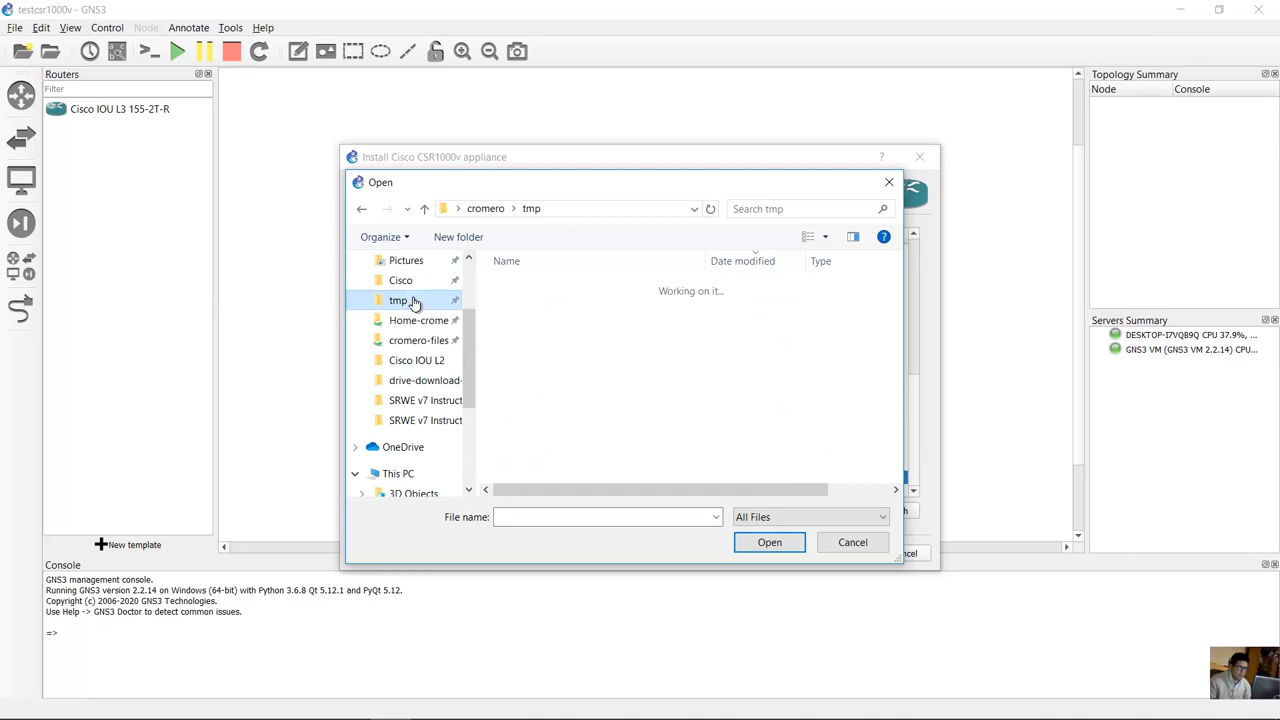 testcsr1000v - GNS3
File Edit View Control Node Annotate Tools Help
Routers
Filter
Cisco IOU L3 155-2T-R
New template
Topology Summary
Node Console
Servers Summary
DESKTOP-I7VQB9Q CPU 37.9%, ...
GNS3 VM (GNS3 VM 2.2.14) CPU...
Install Cisco CSR1000v appliance
?
Open
cromero > tmp
Search tmp
Organize
New folder
Name Date modified Type
Working on it...
Pictures
Cisco
tmp
Home-crome
cromero-files
Cisco IOU L2
drive-download-
SRWE v7 Instruct
SRWE v7 Instruct
OneDrive
This PC
3D Objects
File name:
All Files
Open
Cancel
h
ncel
Console
GNS3 management console.
Running GNS3 version 2.2.14 on Windows (64-bit) with Python 3.6.8 Qt 5.12.1 and PyQt 5.12.
Copyright (c) 2006-2020 GNS3 Technologies.
Use Help -> GNS3 Doctor to detect common issues.
=>